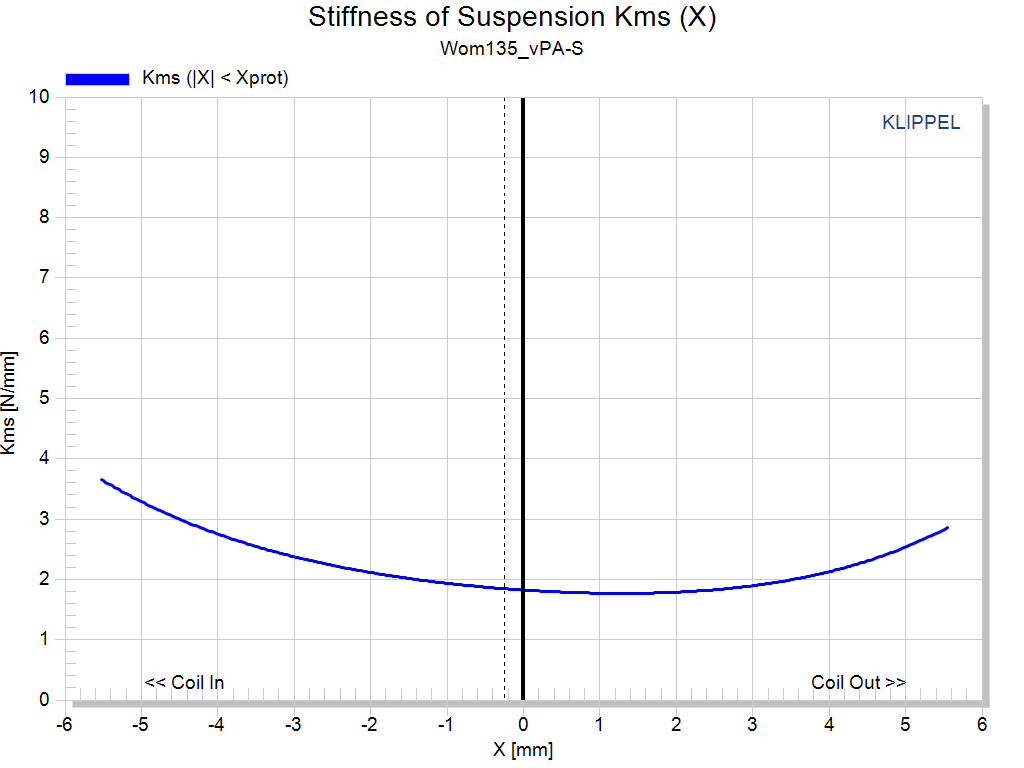 Stiffness of Suspension Kms (X)
Wom135_vPA-S
Kms (|X| < Xprot)
KLIPPEL
10
9
8
7
6
5
4
3
2
1
0
Kms [N/mm]
<< Coil In
Coil Out >>
-6 -5 -4 -3 -2 -1 0 1 2 3 4 5 6
X [mm]